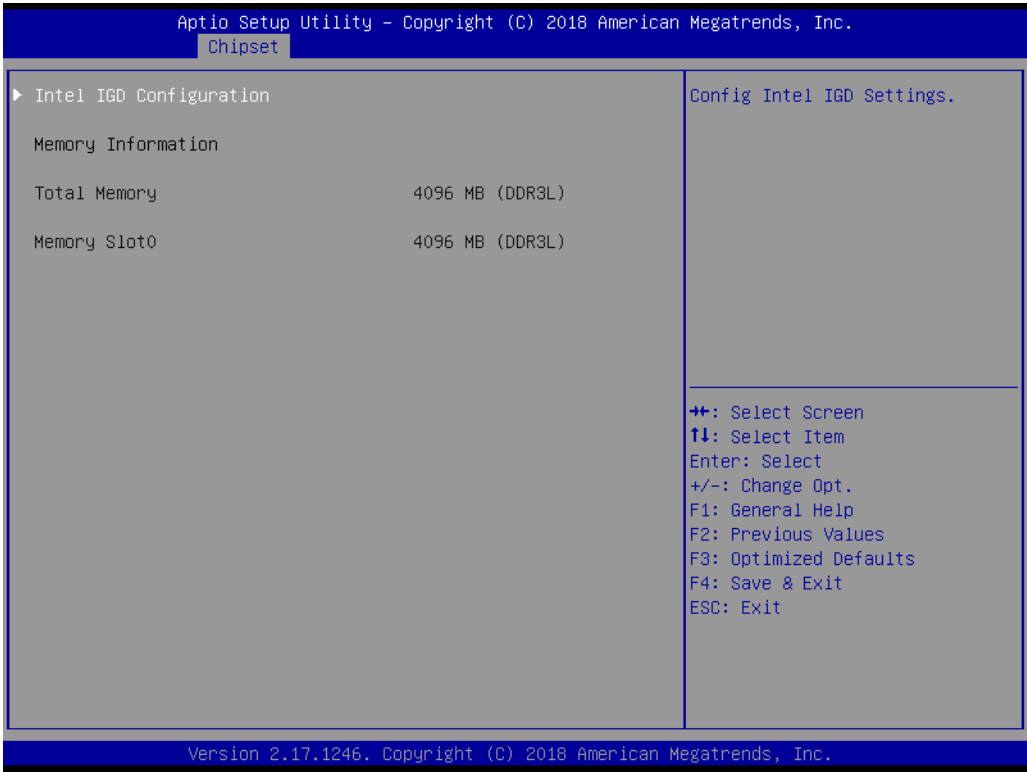 Aptio Setup Utility – Copyright (C) 2018 American Megatrends, Inc.
Chipset
Intel IGD Configuration
Memory Information
Total Memory 4096 MB (DDR3L)
Memory Slot0 4096 MB (DDR3L)
Config Intel IGD Settings.
→←: Select Screen
↑↓: Select Item
Enter: Select
+/-: Change Opt.
F1: General Help
F2: Previous Values
F3: Optimized Defaults
F4: Save & Exit
ESC: Exit
Version 2.17.1246. Copyright (C) 2018 American Megatrends, Inc.